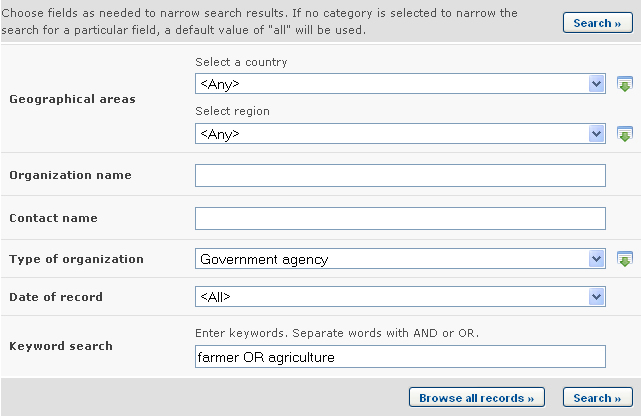 Choose fields as needed to narrow search results. If no category is selected to narrow the
search for a particular field, a default value of "all" will be used.
Search »
Geographical areas
Select a country
<Any>
Select region
<Any>
Organization name
Contact name
Type of organization
Government agency
Date of record
<All>
Keyword search
Enter keywords. Separate words with AND or OR.
farmer OR agriculture
Browse all records »
Search »